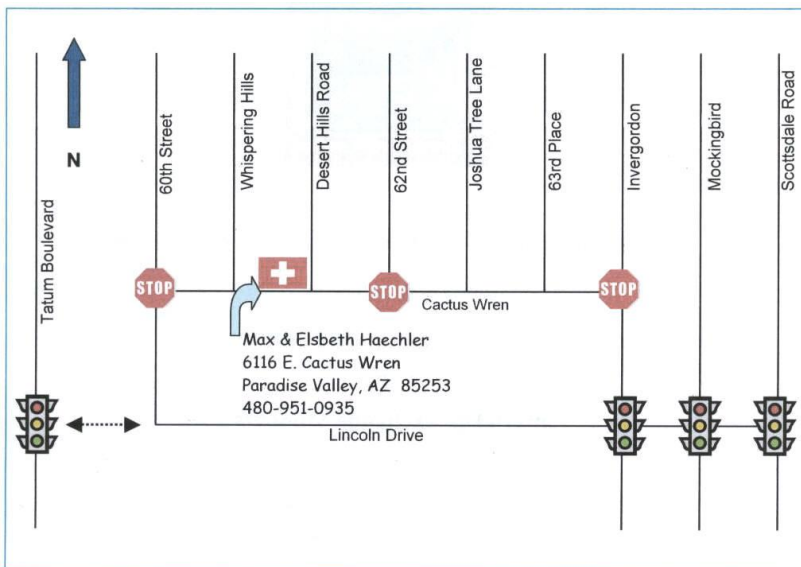 N
Tatum Boulevard
60th Street
Whispering Hills
Desert Hills Road
62nd Street
Joshua Tree Lane
63rd Place
Invergordon
Mockingbird
Scottsdale Road
STOP
STOP
STOP
Cactus Wren
Max & Elsbeth Haechler
6116 E. Cactus Wren
Paradise Valley, AZ 85253
480-951-0935
Lincoln Drive